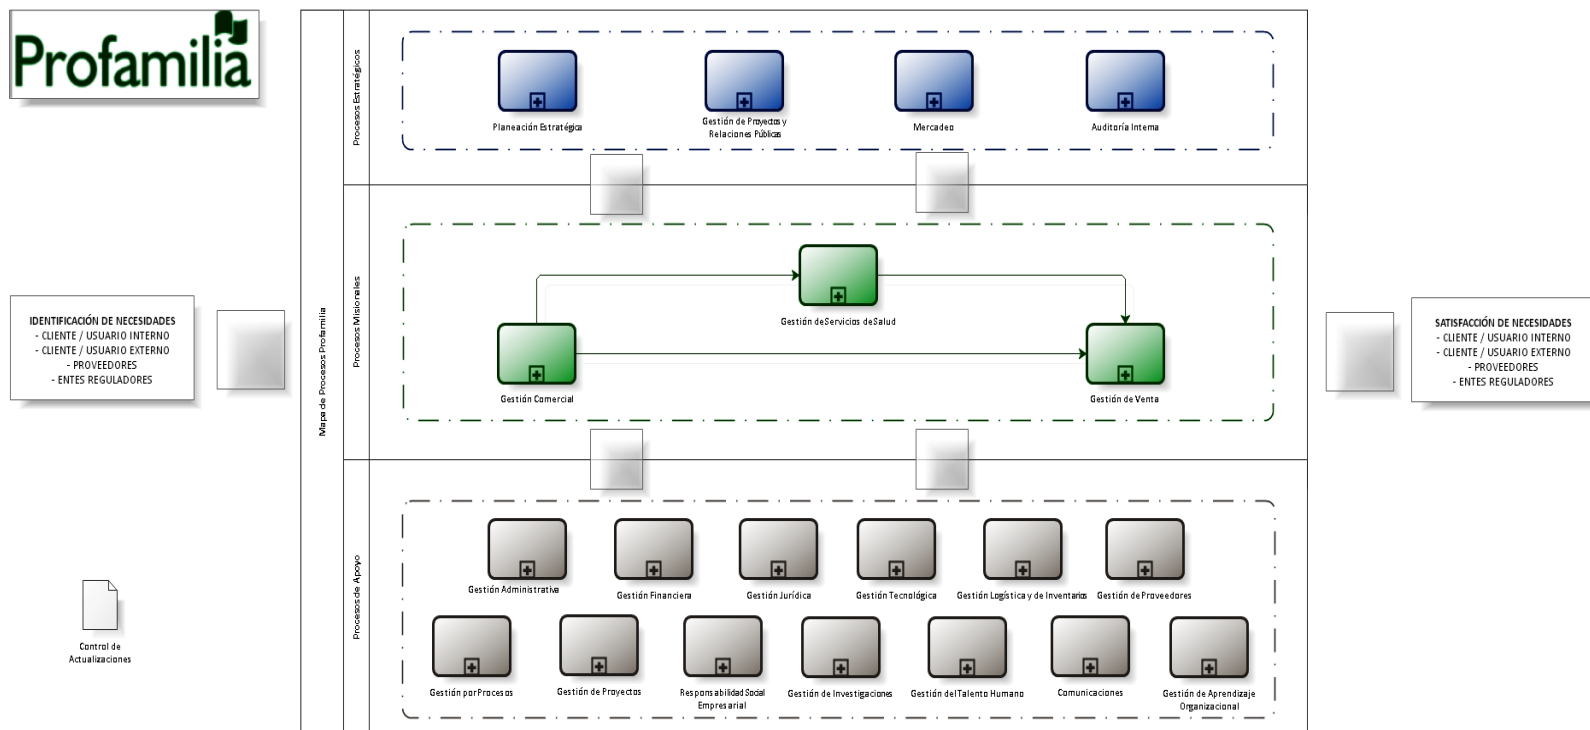 Profamilia
Mapa de Procesos Profamilia
Procesos Estratégicos
Planeación Estratégica
Gestión de Proyectos y
Relaciones Públicas
Mercadeo
Auditoría Interna
Procesos Misionales
Gestión de Servicios de Salud
Gestión Comercial
Gestión de Venta
IDENTIFICACIÓN DE NECESIDADES
- CLIENTE / USUARIO INTERNO
- CLIENTE / USUARIO EXTERNO
- PROVEEDORES
- ENTES REGULADORES
SATISFACCIÓN DE NECESIDADES
- CLIENTE / USUARIO INTERNO
- CLIENTE / USUARIO EXTERNO
- PROVEEDORES
- ENTES REGULADORES
Procesos de Apoyo
Gestión Administrativa
Gestión Financiera
Gestión Jurídica
Gestión Tecnológica
Gestión Logística y de Inventarios
Gestión de Proveedores
Gestión por Procesos
Gestión de Proyectos
Responsabilidad Social
Empresarial
Gestión de Investigaciones
Gestión del Talento Humano
Comunicaciones
Gestión de Aprendizaje
Organizacional
Control de
Actualizaciones